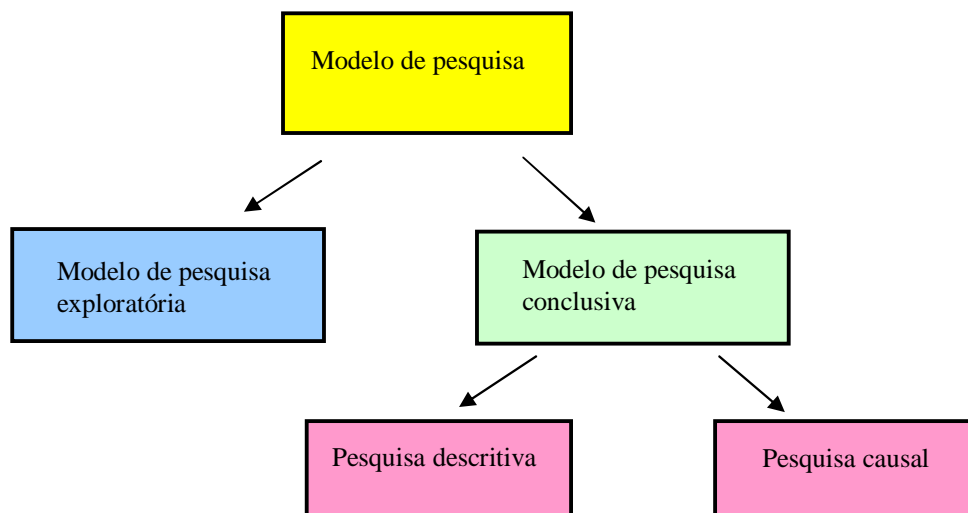 Modelo de pesquisa
Modelo de pesquisa
exploratória
Modelo de pesquisa
conclusiva
Pesquisa descritiva
Pesquisa causal